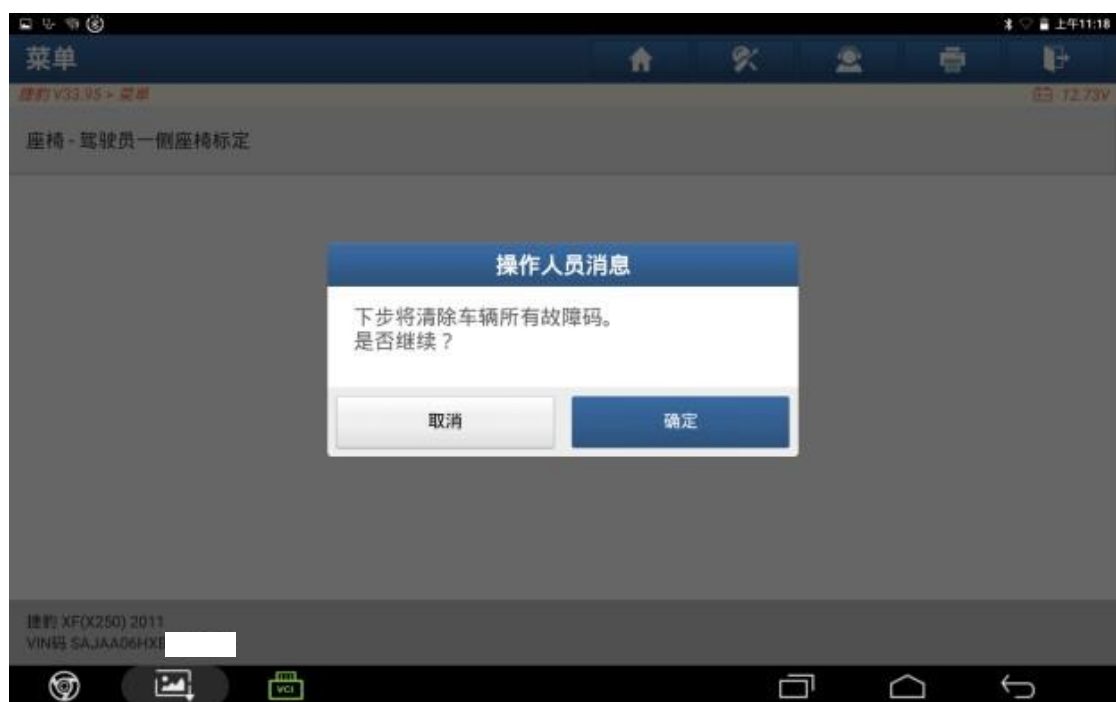 上午11:18
菜单
捷豹 V33.95 > 菜单
12.73V
座椅 - 驾驶员一侧座椅标定
操作人员消息
下步将清除车辆所有故障码。
是否继续？
取消
确定
捷豹 XF(X250) 2011
VIN码 SAJAA06HXB
VCI